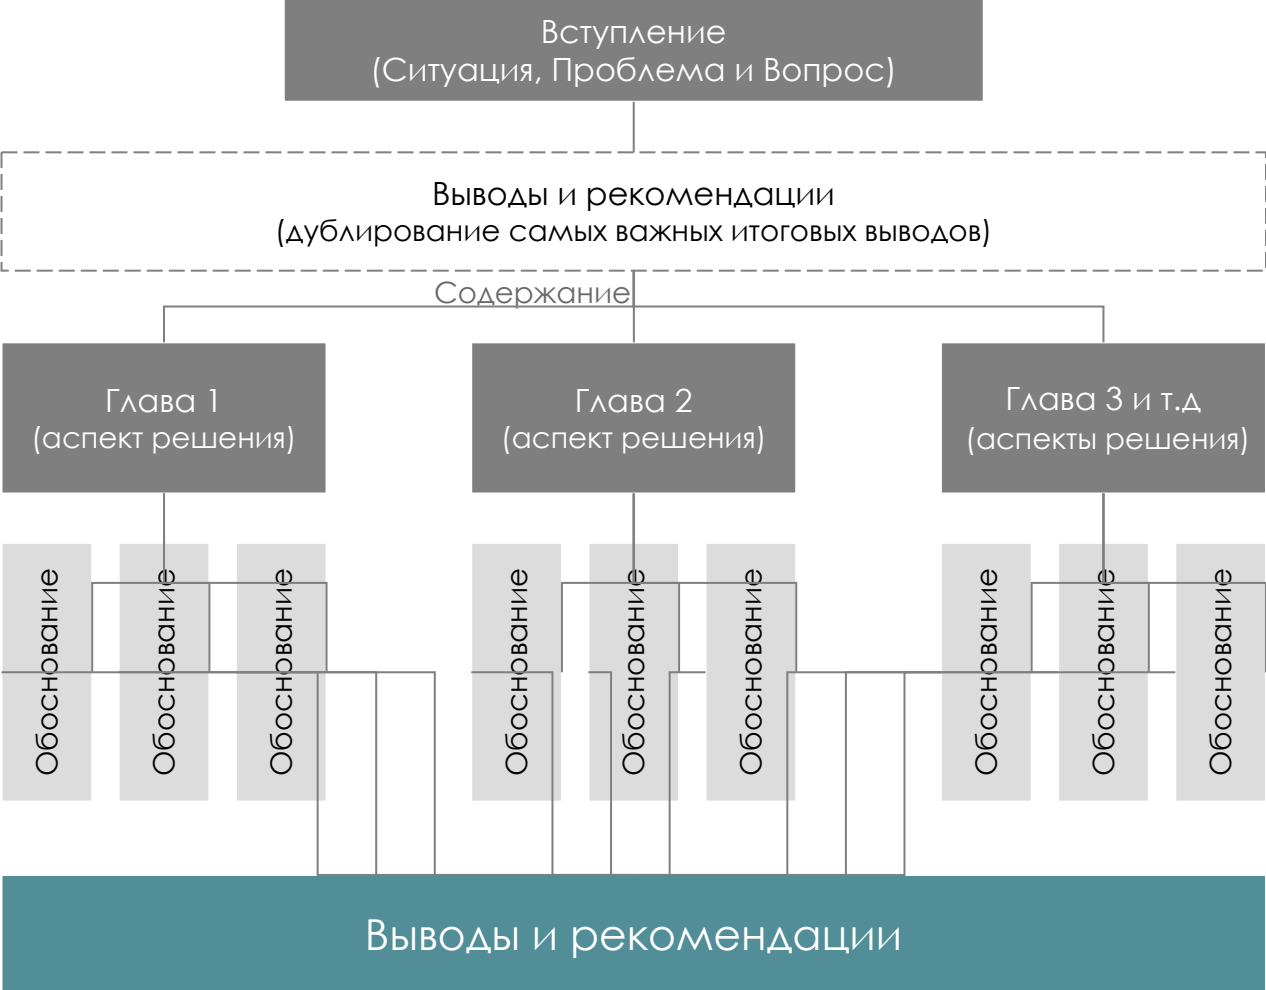 Вступление
(Ситуация, Проблема и Вопрос)
Выводы и рекомендации
(дублирование самых важных итоговых выводов)
Содержание
Глава 1
(аспект решения)
Глава 2
(аспект решения)
Глава 3 и т.д
(аспекты решения)
Обоснование
Обоснование
Обоснование
Обоснование
Обоснование
Обоснование
Обоснование
Обоснование
Обоснование
Выводы и рекомендации